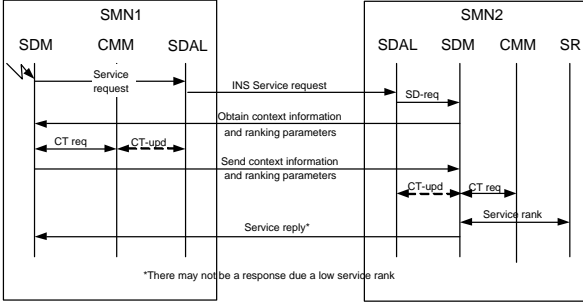 SMN1
SMN2
SDM CMM SDAL
SDAL SDM CMM SR
Service
request
INS Service request
SD-req
Obtain context information
and ranking parameters
CT req
CT-upd
Send context information
and ranking parameters
CT-upd
CT req
Service rank
Service reply*
*There may not be a response due a low service rank